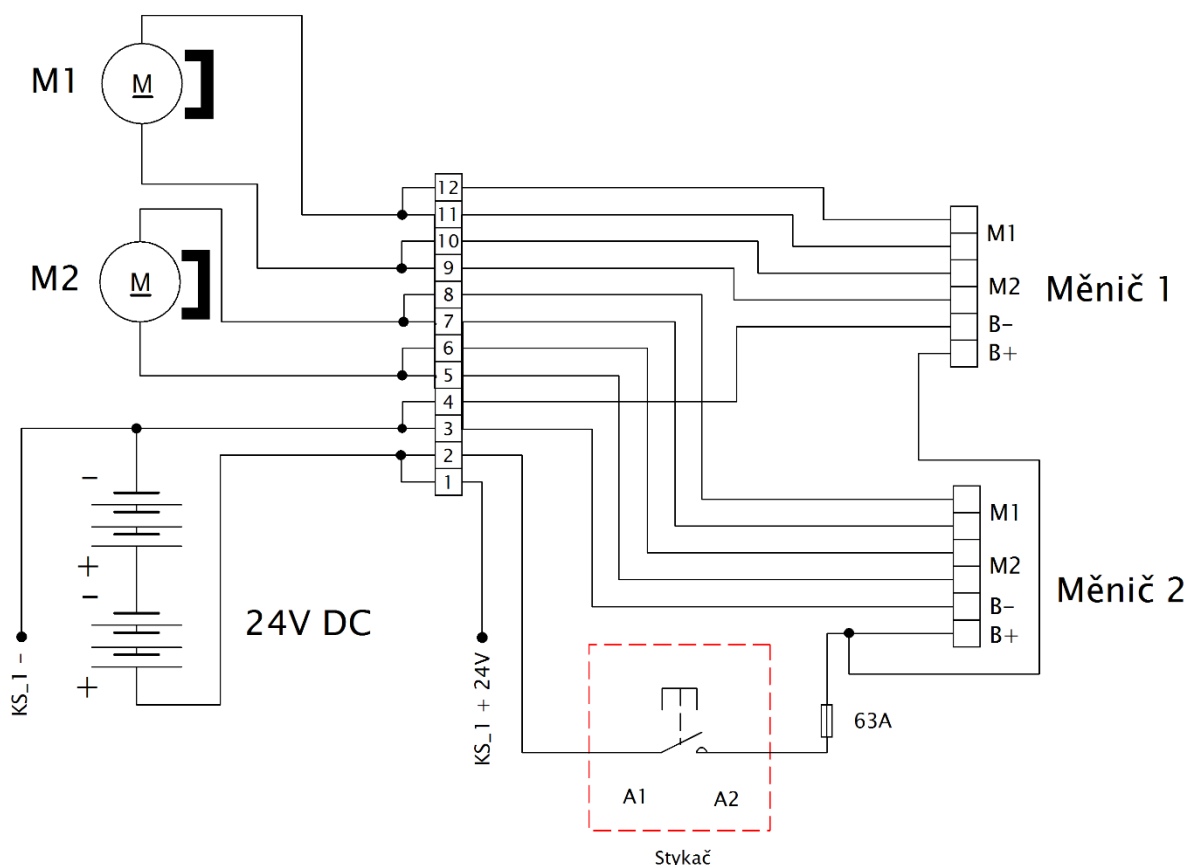 M1
M
M2
M
12
11
10
9
8
7
6
5
4
3
2
1
M1
M2
B-
B+
Měnič 1
M1
M2
B-
B+
Měnič 2
-
+
-
+
24V DC
KS_1 -
KS_1 + 24V
63A
A1
A2
Stykač